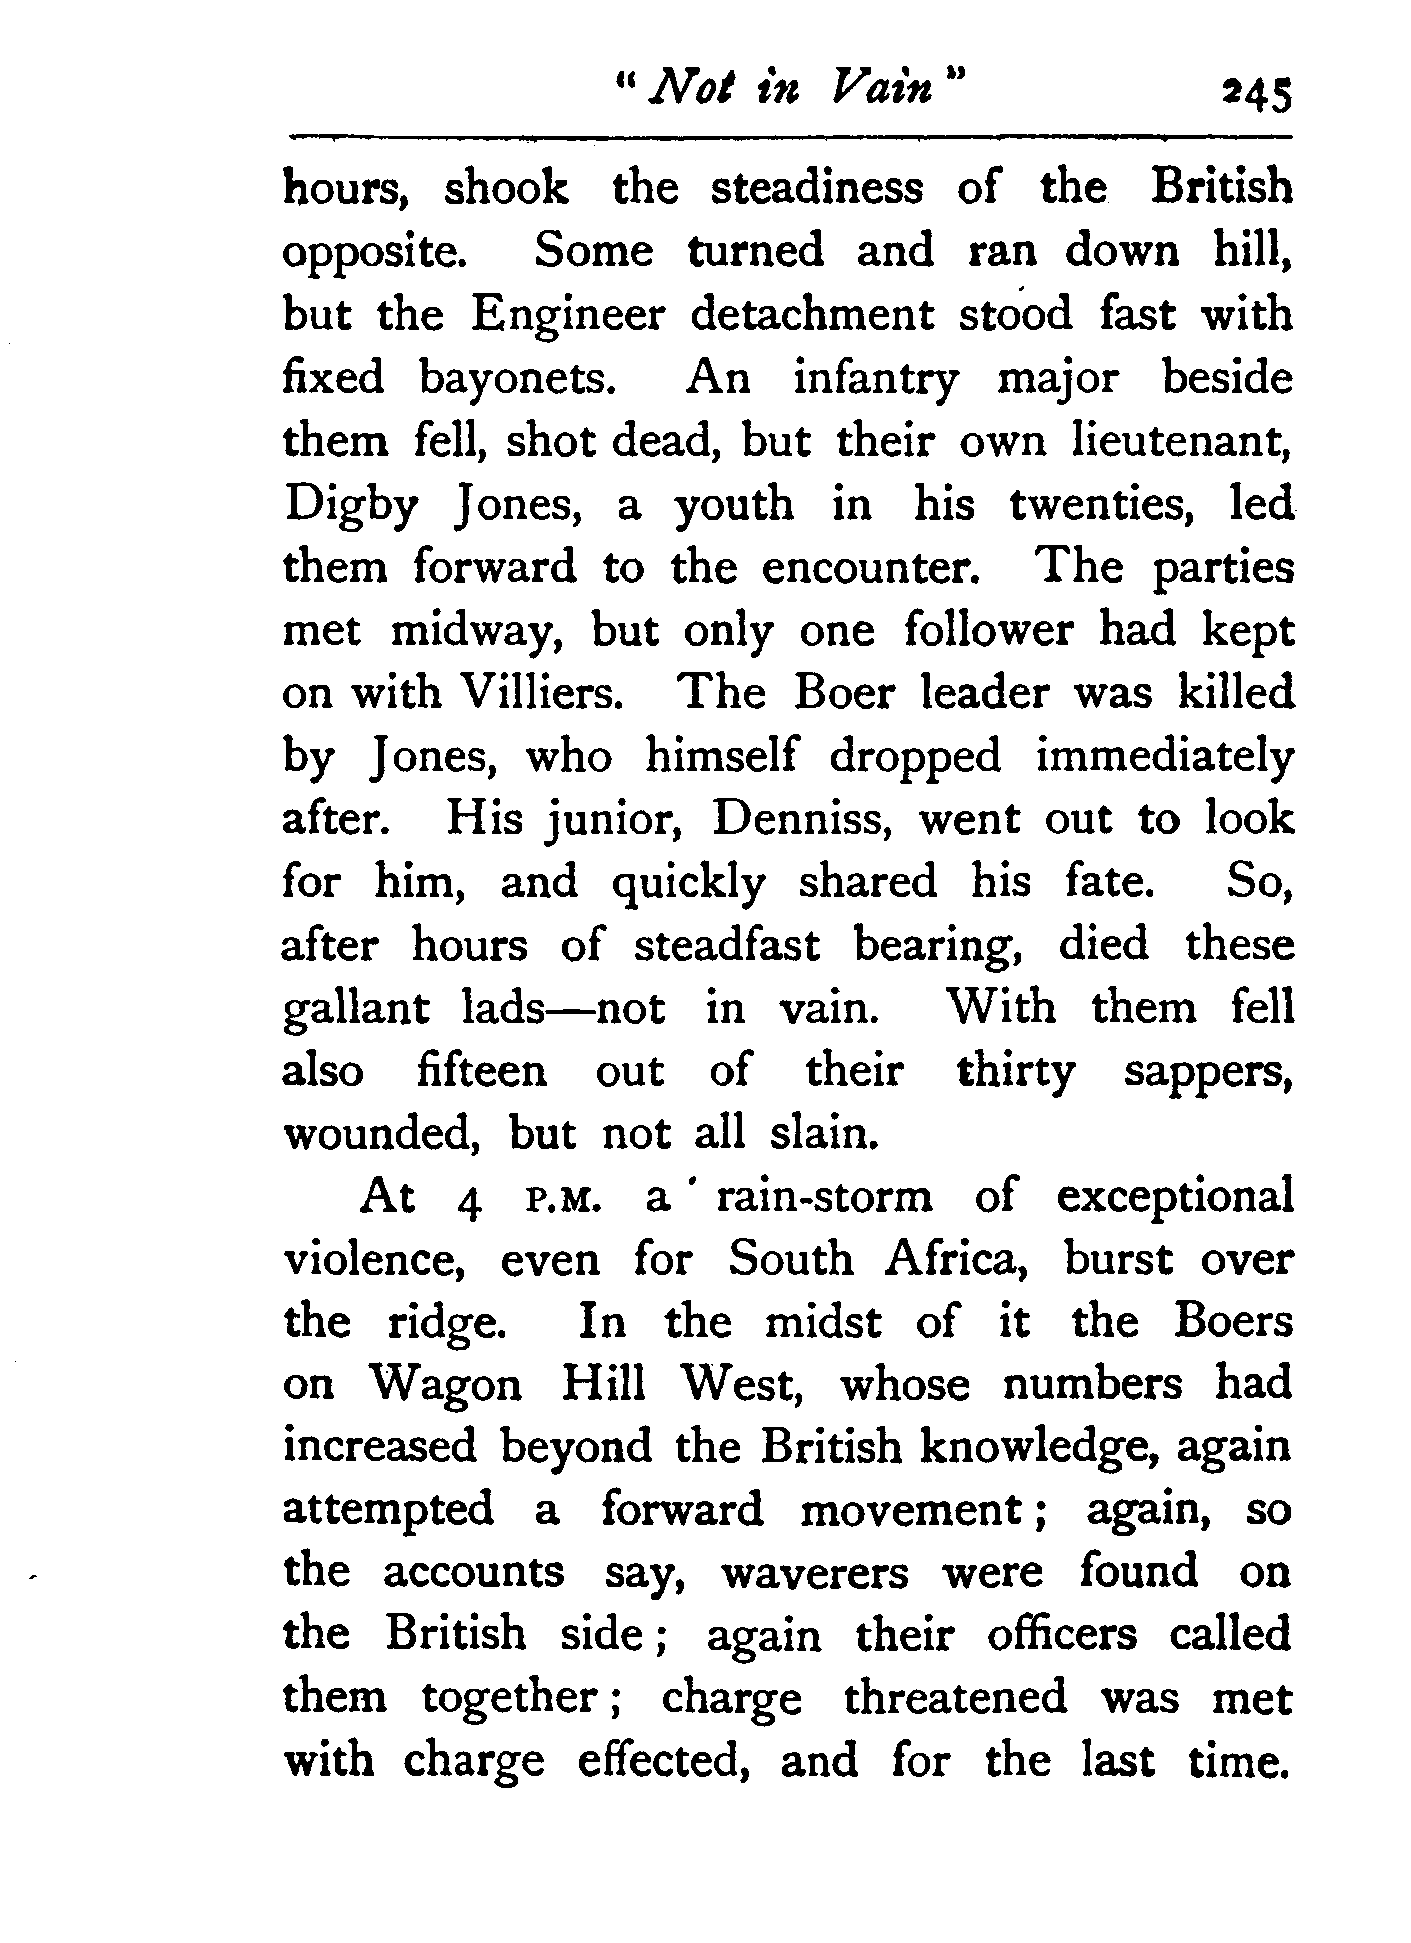 "Not in Vain" 245
hours, shook the steadiness of the British
opposite. Some turned and ran down hill,
but the Engineer detachment stood fast with
fixed bayonets. An infantry major beside
them fell, shot dead, but their own lieutenant,
Digby Jones, a youth in his twenties, led
them forward to the encounter. The parties
met midway, but only one follower had kept
on with Villiers. The Boer leader was killed
by Jones, who himself dropped immediately
after. His junior, Denniss, went out to look
for him, and quickly shared his fate. So,
after hours of steadfast bearing, died these
gallant lads—not in vain. With them fell
also fifteen out of their thirty sappers,
wounded, but not all slain.
At 4 P.M. a rain-storm of exceptional
violence, even for South Africa, burst over
the ridge. In the midst of it the Boers
on Wagon Hill West, whose numbers had
increased beyond the British knowledge, again
attempted a forward movement; again, so
the accounts say, waverers were found on
the British side; again their officers called
them together; charge threatened was met
with charge effected, and for the last time.